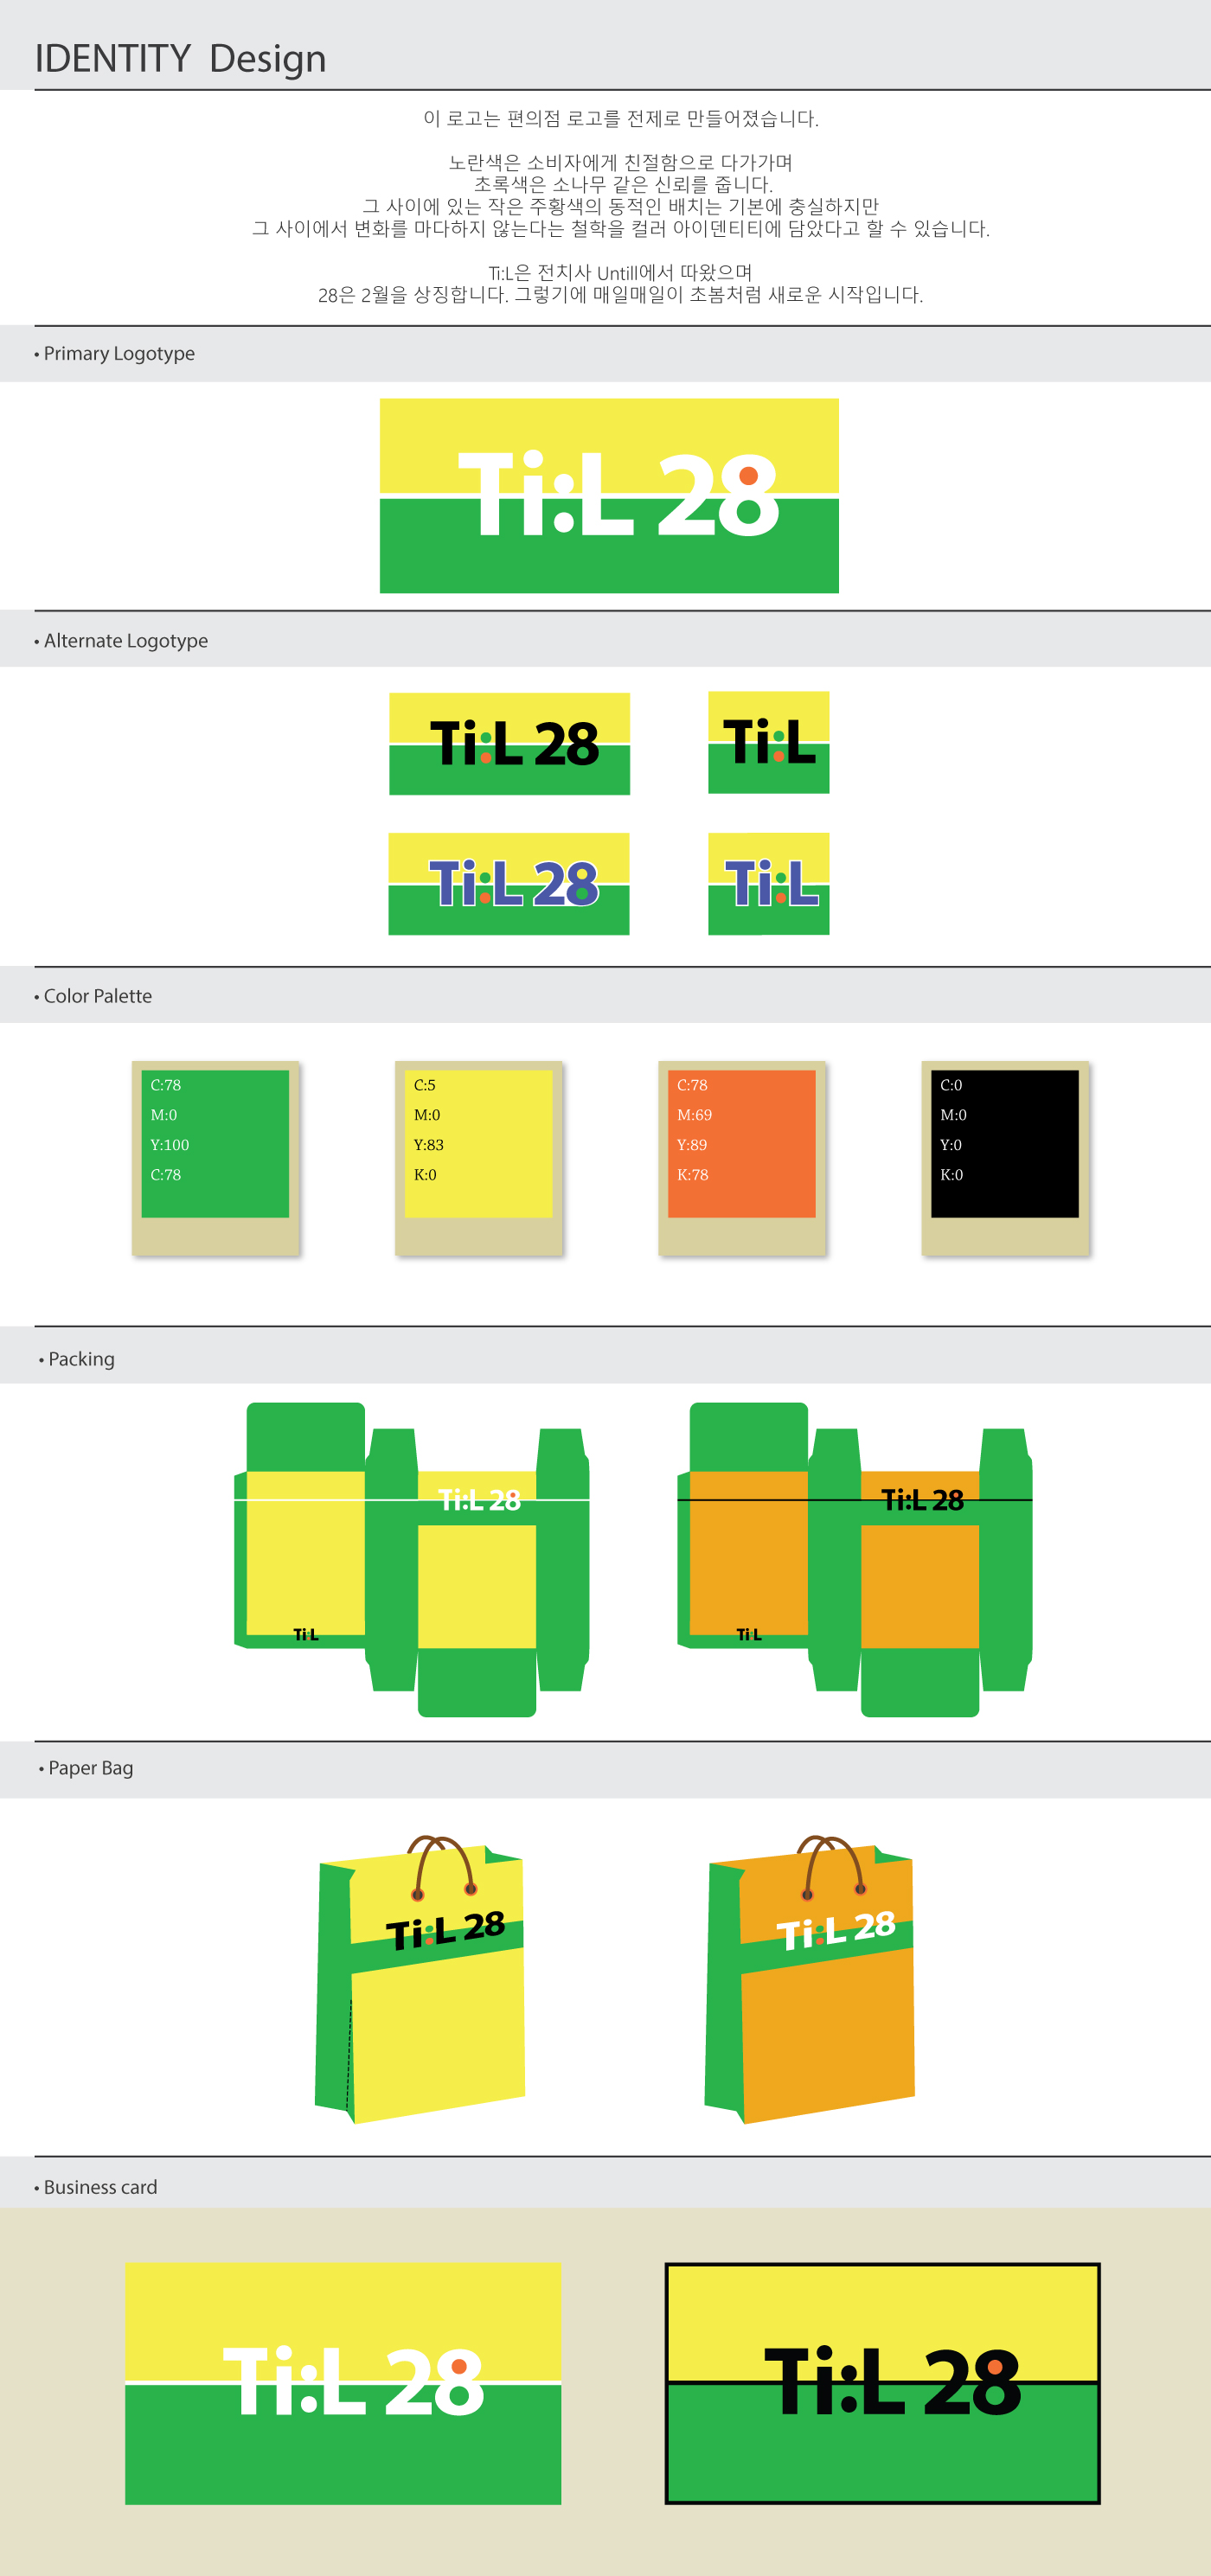 IDENTITY Design
이 로고는 편의점 로고를 전제로 만들어졌습니다.
노란색은 소비자에게 친절함으로 다가가며
초록색은 소나무 같은 신뢰를 줍니다.
그 사이에 있는 작은 주황색의 동적인 배치는 기본에 충실하지만
그 사이에서 변화를 마다하지 않는다는 철학을 컬러 아이덴티티에 담았다고 할 수 있습니다.
Ti:L은 전치사 Untill에서 따왔으며
28은 2월을 상징합니다. 그렇기에 매일매일이 초봄처럼 새로운 시작입니다.
• Primary Logotype
Ti:L 28
• Alternate Logotype
Ti:L 28
Ti:L
Ti:L 28
Ti:L
• Color Palette
C:78
M:0
Y:100
C:78
C:5
M:0
Y:83
K:0
C:78
M:69
Y:89
K:78
C:0
M:0
Y:0
K:0
• Packing
Ti:L 28
Ti:L
Ti:L 28
Ti:L
• Paper Bag
Ti:L 28
Ti:L 28
• Business card
Ti:L 28
Ti:L 28